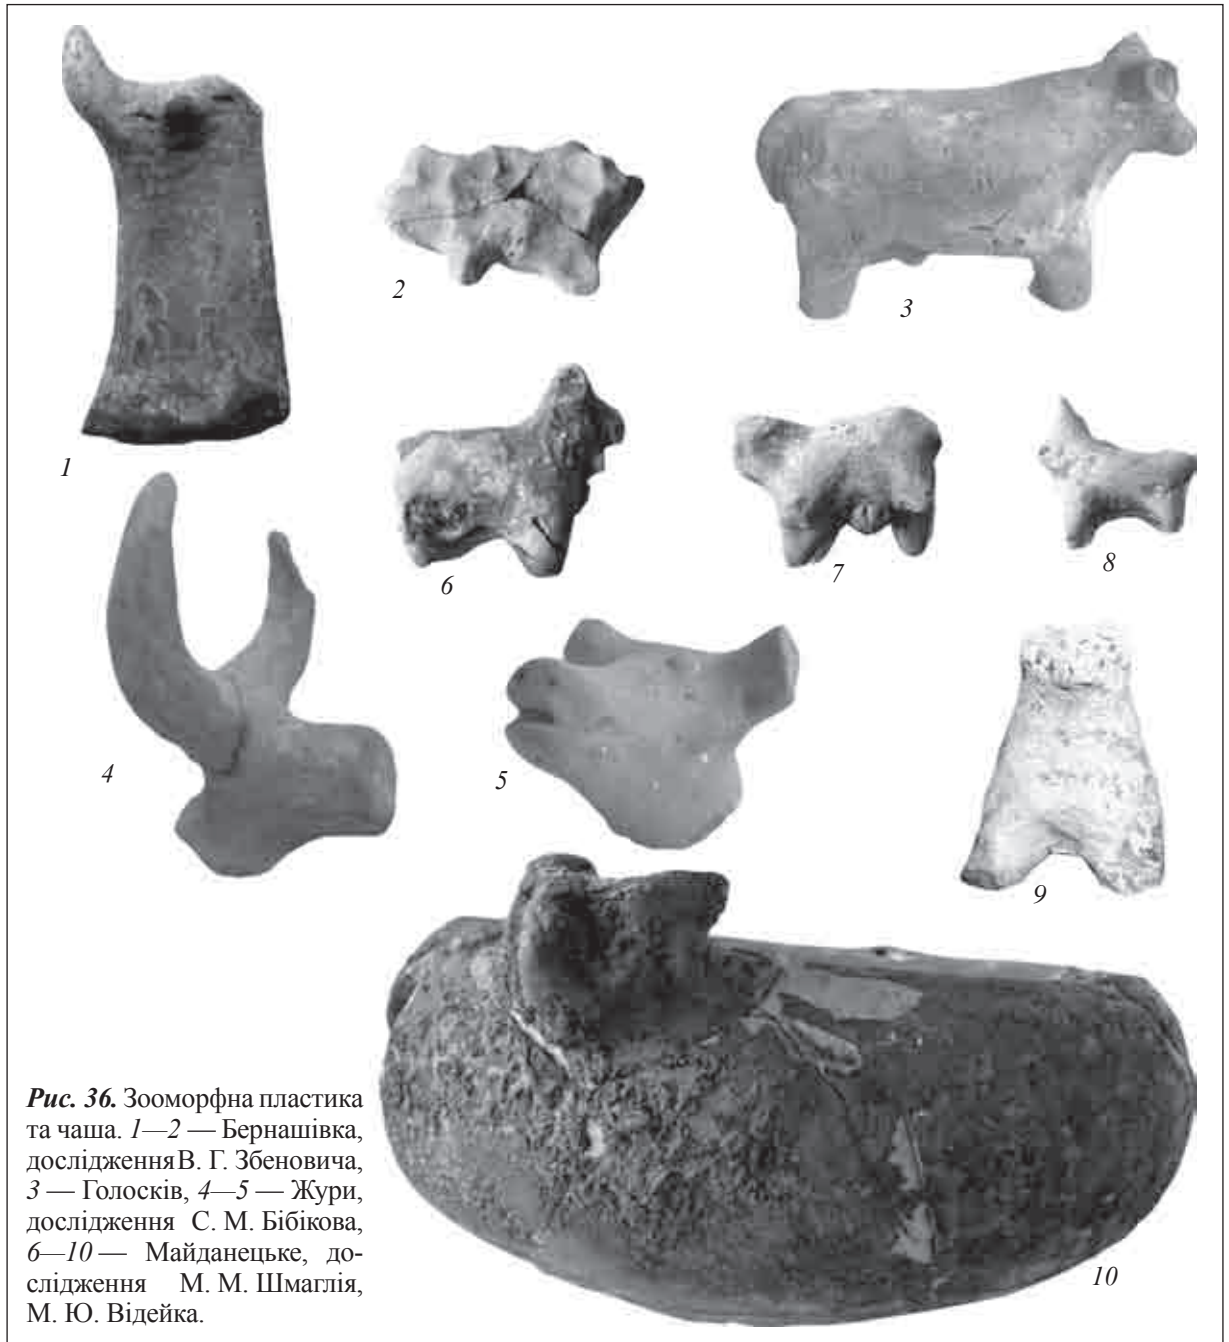 1
2
3
4
5
6
7
8
9
10
Рис. 36. Зооморфна пластика
та чаша. 1—2 — Бернашівка,
дослідження В. Г. Збеновича,
3 — Голосків, 4—5 — Жури,
дослідження С. М. Бібікова,
6—10 — Майданецьке, до-
слідження М. М. Шмаглія,
М. Ю. Відейка.